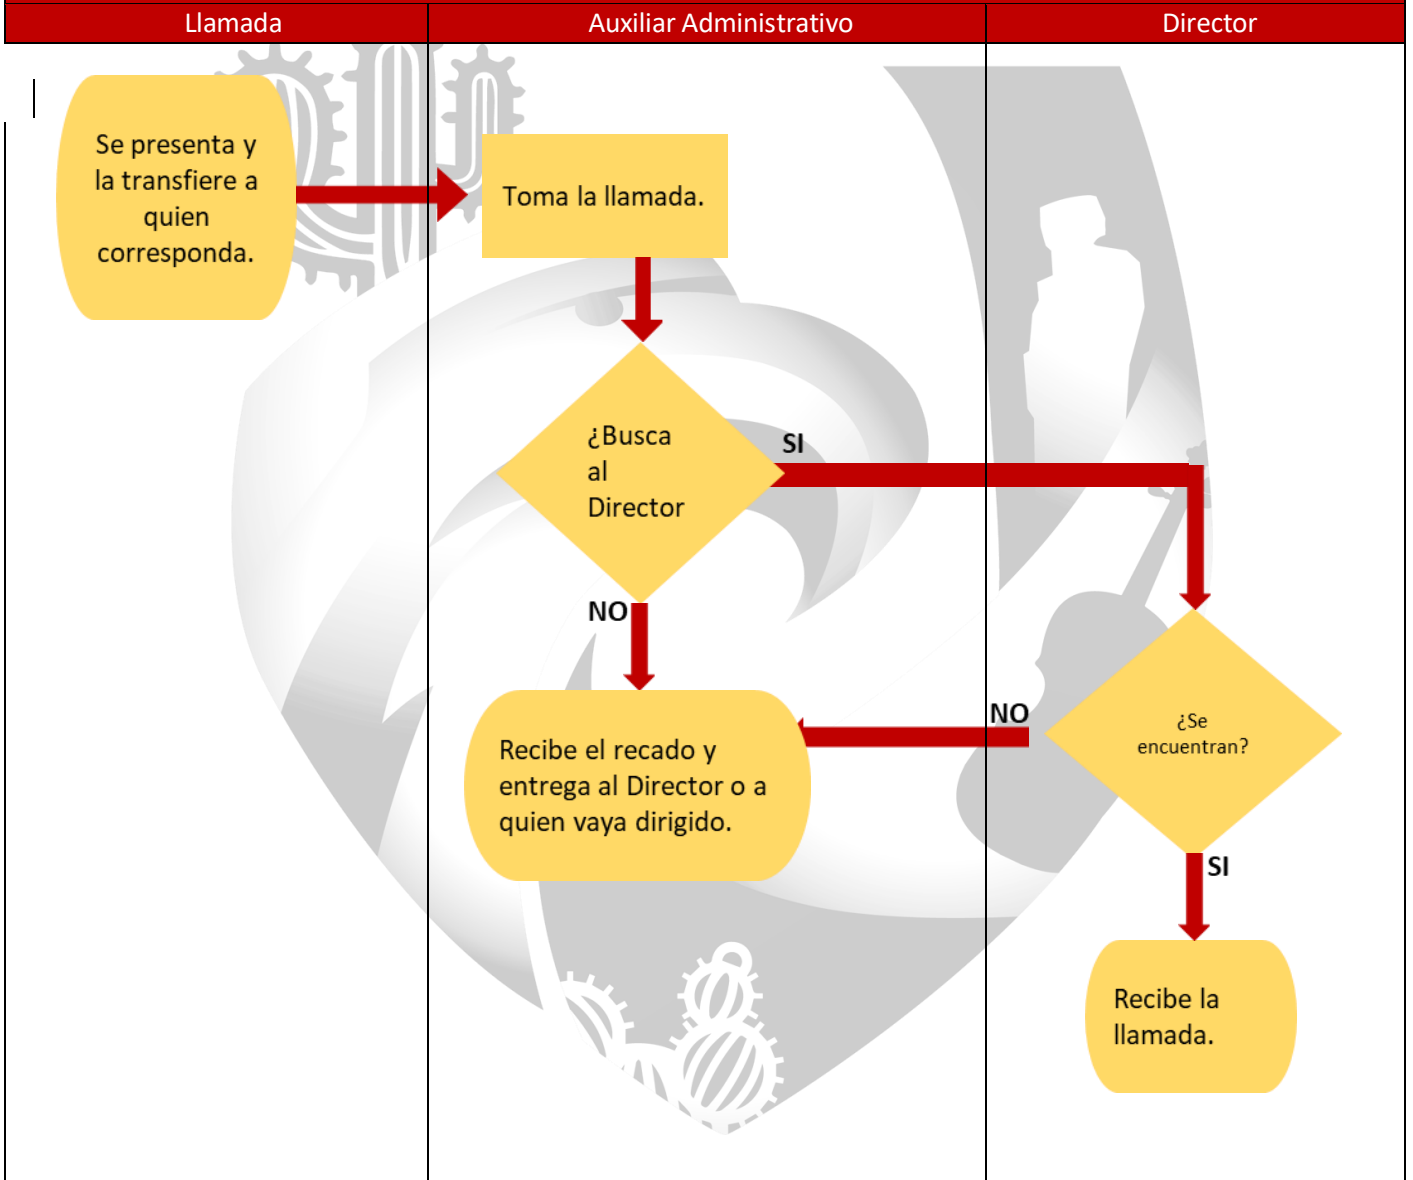 Llamada
Auxiliar Administrativo
Director
Se presenta y
la transfiere a
quien
corresponda.
Toma la llamada.
¿Busca
al
Director
SI
NO
Recibe el recado y
entrega al Director o a
quien vaya dirigido.
NO
¿Se
encuentran?
SI
Recibe la
llamada.